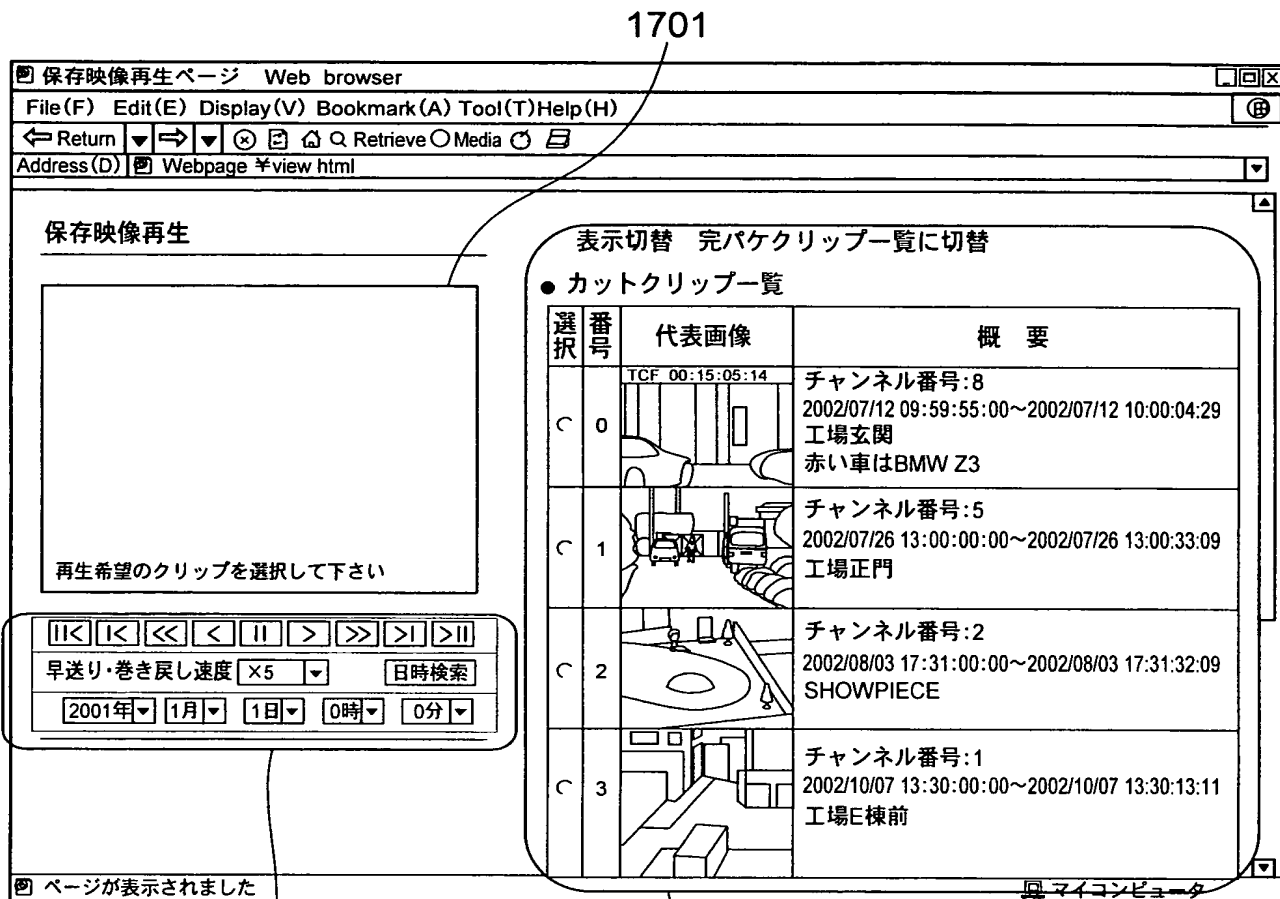 1701
保存映像再生ページ Web browser
File(F) Edit(E) Display(V) Bookmark(A) Tool(T)Help(H)
Return Retrieve Media
Address(D) Webpage ¥view html
保存映像再生
再生希望のクリップを選択して下さい
早送り・巻き戻し速度 ×5 日時検索
2001年 1月 1日 0時 0分
表示切替 完パケクリップ一覧に切替
● カットクリップ一覧
選択 番号 代表画像 概 要
0 TCF 00:15:05:14
チャンネル番号:8
2002/07/12 09:59:55:00~2002/07/12 10:00:04:29
工場玄関
赤い車はBMW Z3
1
チャンネル番号:5
2002/07/26 13:00:00:00~2002/07/26 13:00:33:09
工場正門
2
チャンネル番号:2
2002/08/03 17:31:00:00~2002/08/03 17:31:32:09
SHOWPIECE
3
チャンネル番号:1
2002/10/07 13:30:00:00~2002/10/07 13:30:13:11
工場E棟前
ページが表示されました
マイコンピュータ